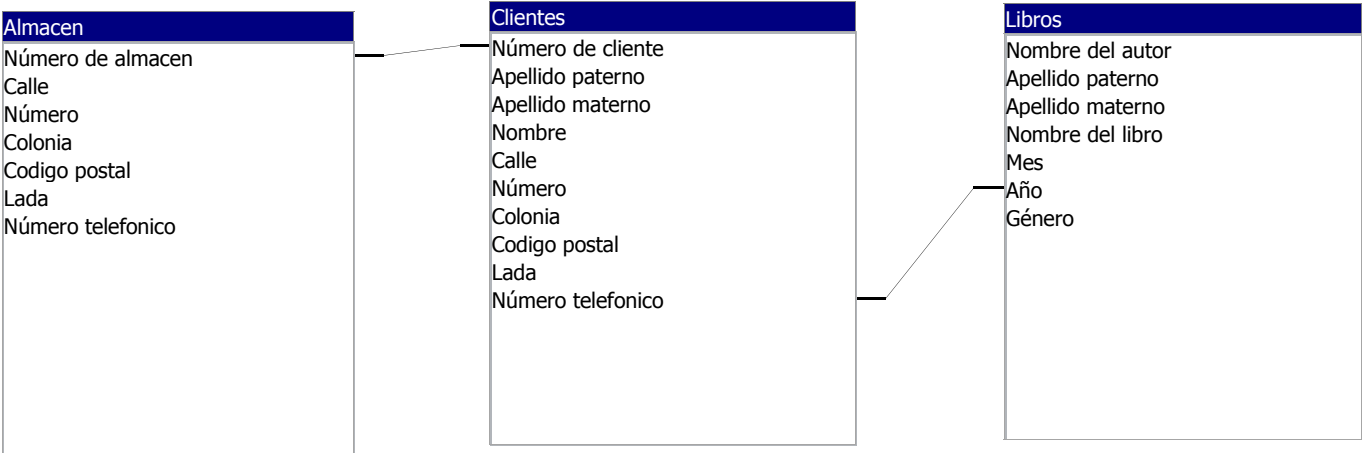 Almacen
Número de almacen
Calle
Número
Colonia
Codigo postal
Lada
Número telefonico
Clientes
Número de cliente
Apellido paterno
Apellido materno
Nombre
Calle
Número
Colonia
Codigo postal
Lada
Número telefonico
Libros
Nombre del autor
Apellido paterno
Apellido materno
Nombre del libro
Mes
Año
Género